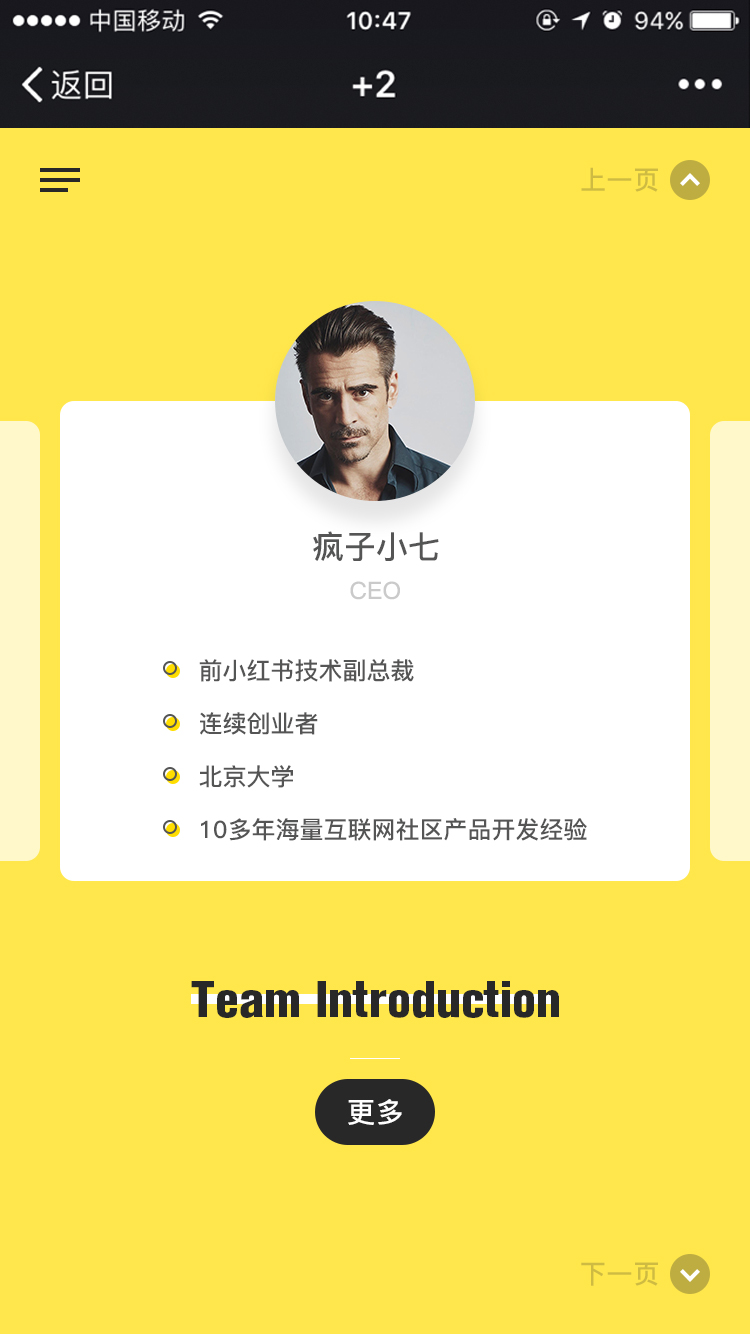 中国移动 10:47 94%
返回 +2
上一页
疯子小七
CEO
前小红书技术副总裁
连续创业者
北京大学
10多年海量互联网社区产品开发经验
Team Introduction
更多
下一页